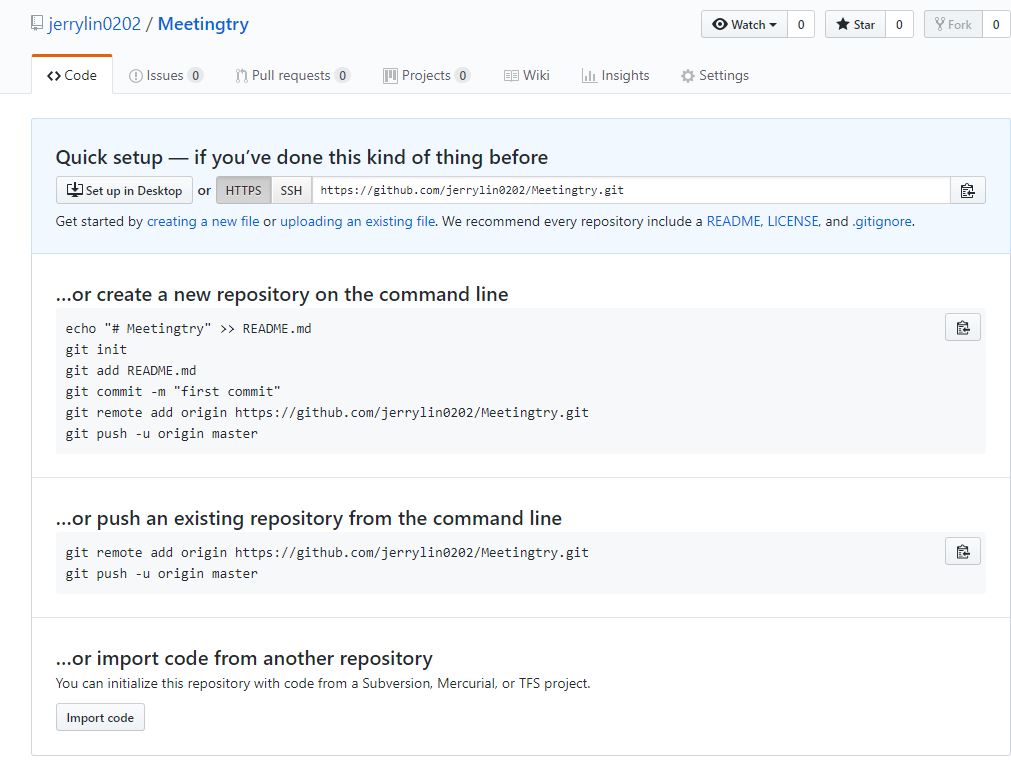 jerrylin0202 / Meetingtry
Watch 0 Star 0 Fork 0
Code Issues 0 Pull requests 0 Projects 0 Wiki Insights Settings
Quick setup — if you’ve done this kind of thing before
Set up in Desktop or HTTPS SSH https://github.com/jerrylin0202/Meetingtry.git
Get started by creating a new file or uploading an existing file. We recommend every repository include a README, LICENSE, and .gitignore.
…or create a new repository on the command line
echo "# Meetingtry" >> README.md
git init
git add README.md
git commit -m "first commit"
git remote add origin https://github.com/jerrylin0202/Meetingtry.git
git push -u origin master
…or push an existing repository from the command line
git remote add origin https://github.com/jerrylin0202/Meetingtry.git
git push -u origin master
…or import code from another repository
You can initialize this repository with code from a Subversion, Mercurial, or TFS project.
Import code